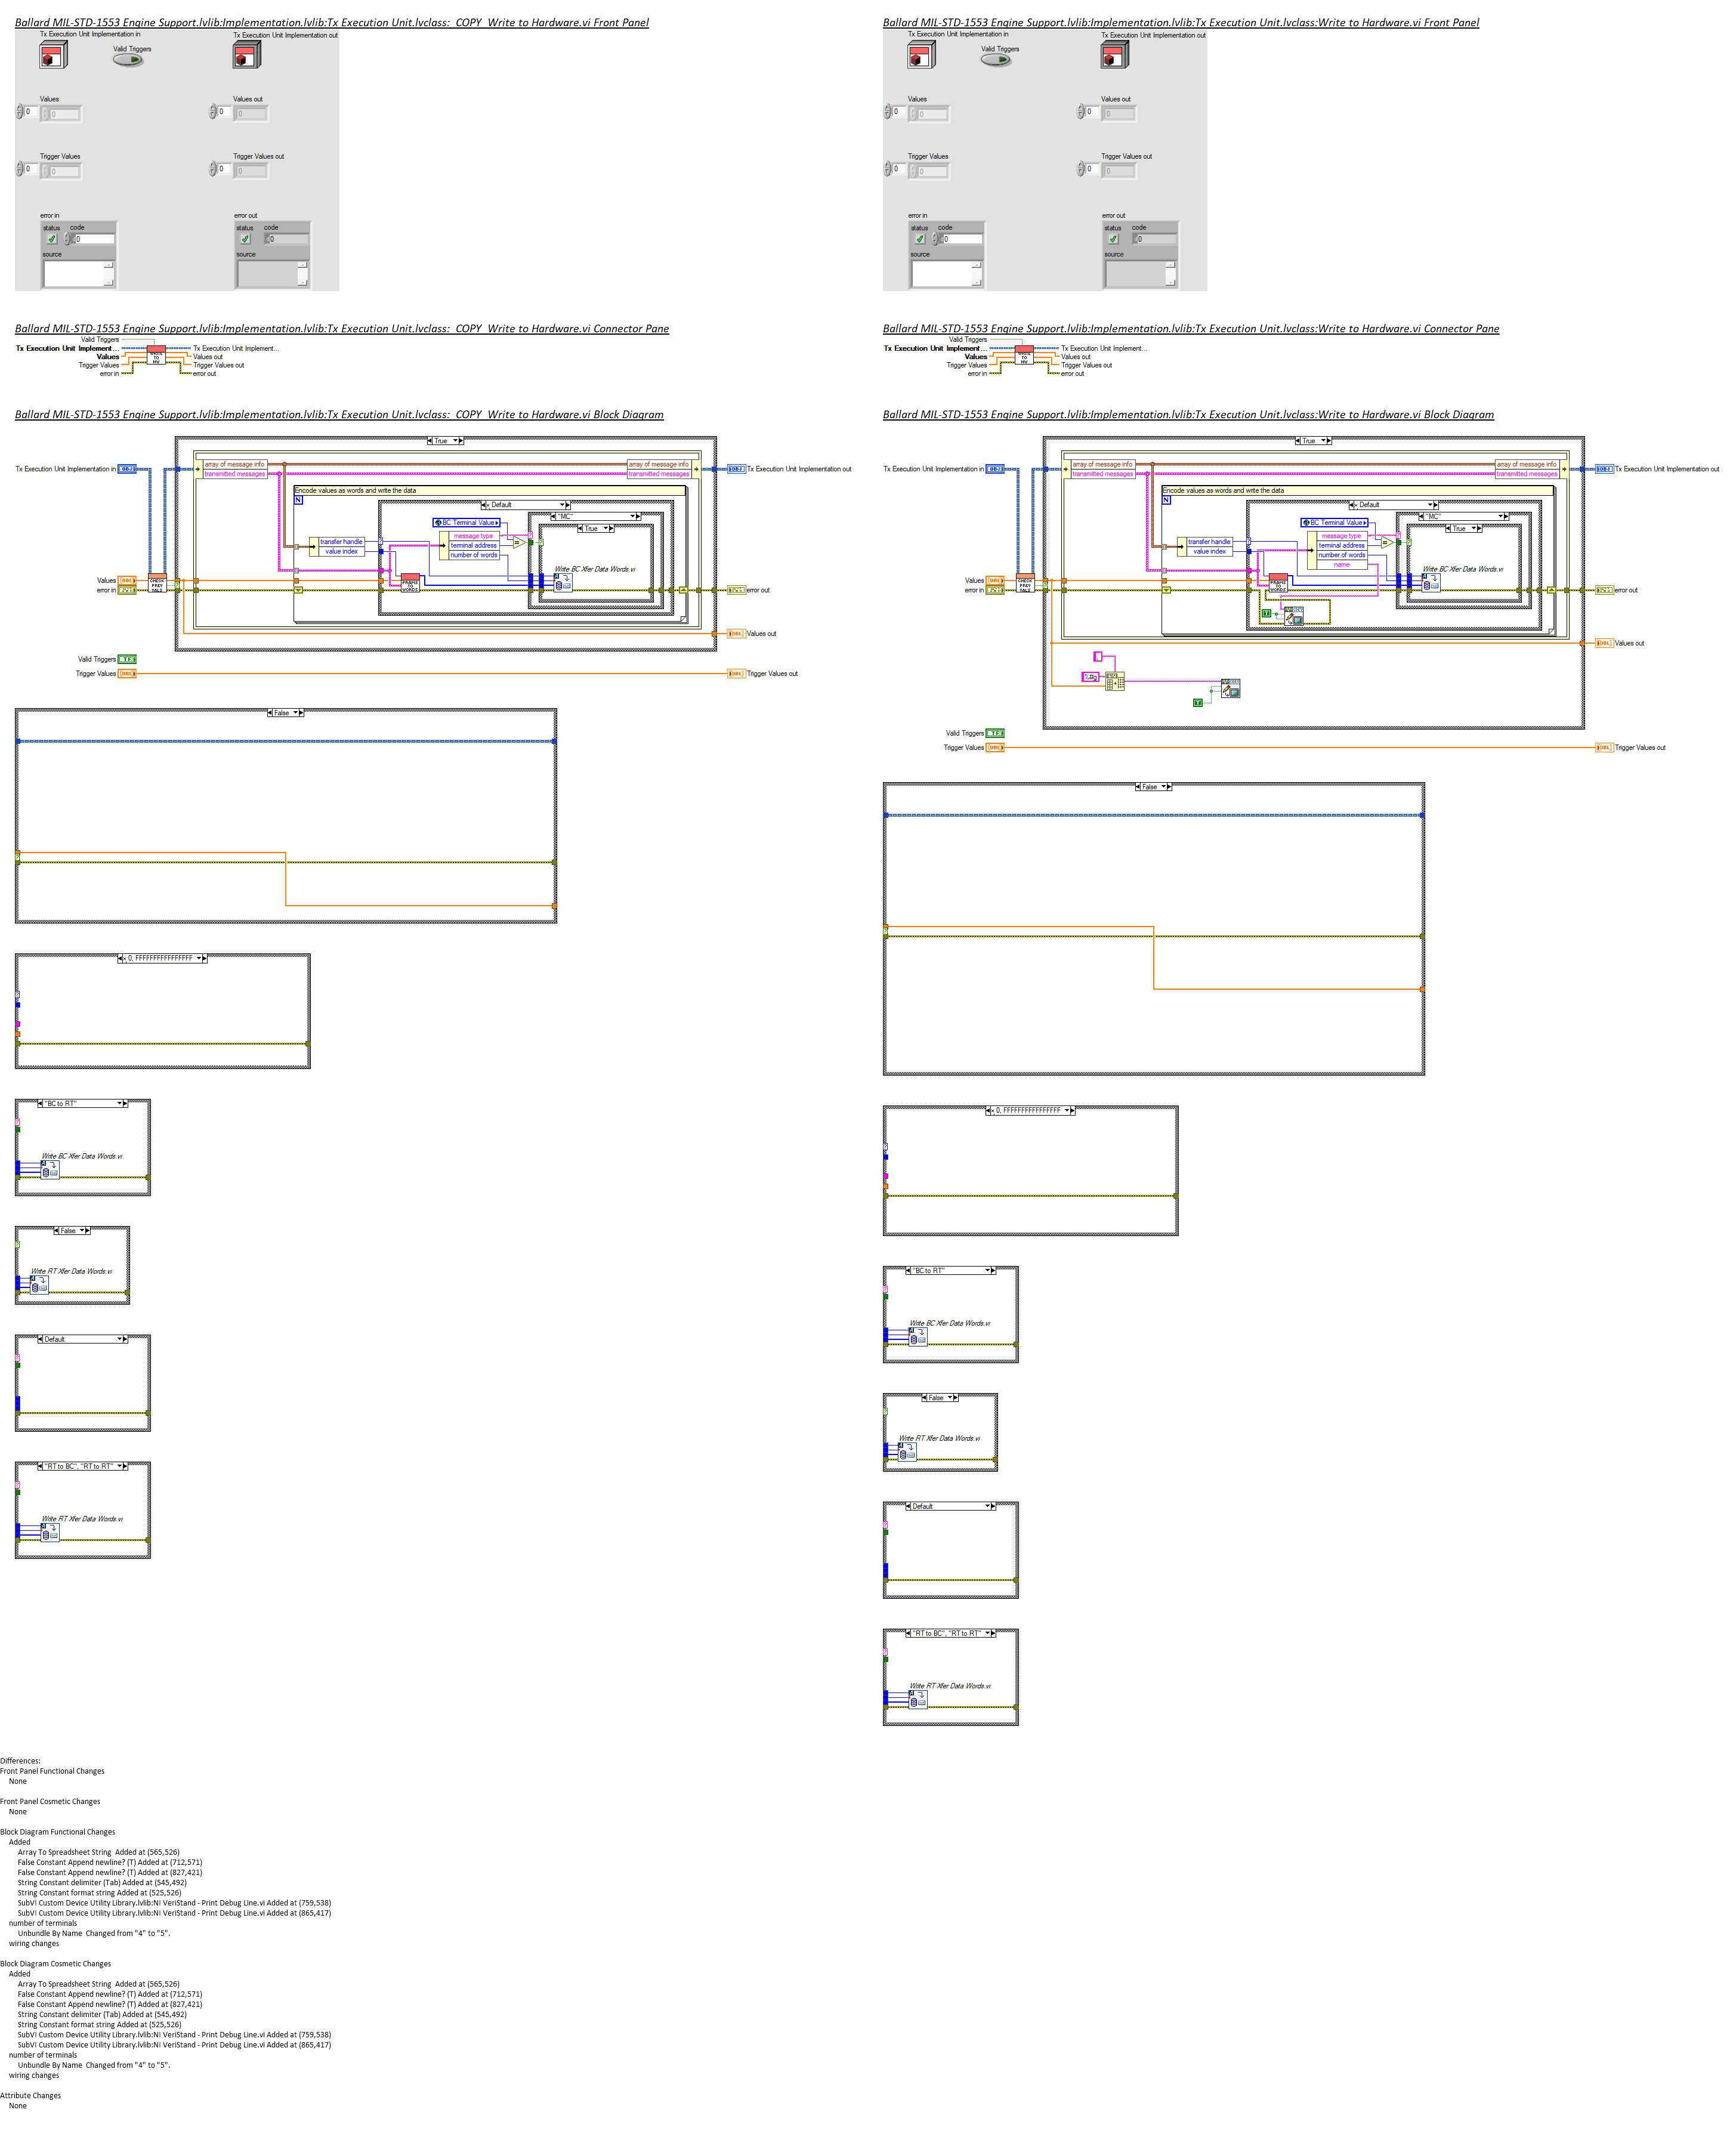 Ballard MIL-STD-1553 Engine Support.lvlib:Implementation.lvlib:Tx Execution Unit.lvclass:_COPY_Write to Hardware.vi Front Panel
Tx Execution Unit Implementation in
Tx Execution Unit Implementation out
Valid Triggers
Values
Values out
0
0
0
0
Trigger Values
Trigger Values out
0
0
0
0
error in
error out
status
code
status
code
0
0
source
source
Ballard MIL-STD-1553 Engine Support.lvlib:Implementation.lvlib:Tx Execution Unit.lvclass:_COPY_Write to Hardware.vi Connector Pane
Valid Triggers
Tx Execution Unit Implement...
Tx Execution Unit Implement...
Values
Values out
Trigger Values
Trigger Values out
error in
error out
Ballard MIL-STD-1553 Engine Support.lvlib:Implementation.lvlib:Tx Execution Unit.lvclass:_COPY_Write to Hardware.vi Block Diagram
True
Tx Execution Unit Implementation in
array of message info
transmitted messages
array of message info
transmitted messages
Tx Execution Unit Implementation out
Encode values as words and write the data
N
Default
BC Terminal Value
"MC"
True
transfer handle
value index
message type
terminal address
number of words
Write BC Xfer Data Words.vi
Values
error in
error out
Values out
Valid Triggers
TF
Trigger Values
Trigger Values out
False
0, FFFFFFFFFFFFFFFF
"BC to RT"
Write BC Xfer Data Words.vi
False
Write RT Xfer Data Words.vi
Default
"RT to BC", "RT to RT"
Write RT Xfer Data Words.vi
Ballard MIL-STD-1553 Engine Support.lvlib:Implementation.lvlib:Tx Execution Unit.lvclass:Write to Hardware.vi Front Panel
Tx Execution Unit Implementation in
Tx Execution Unit Implementation out
Valid Triggers
Values
Values out
0
0
0
0
Trigger Values
Trigger Values out
0
0
0
0
error in
error out
status
code
status
code
0
0
source
source
Ballard MIL-STD-1553 Engine Support.lvlib:Implementation.lvlib:Tx Execution Unit.lvclass:Write to Hardware.vi Connector Pane
Valid Triggers
Tx Execution Unit Implement...
Tx Execution Unit Implement...
Values
Values out
Trigger Values
Trigger Values out
error in
error out
Ballard MIL-STD-1553 Engine Support.lvlib:Implementation.lvlib:Tx Execution Unit.lvclass:Write to Hardware.vi Block Diagram
True
Tx Execution Unit Implementation in
array of message info
transmitted messages
array of message info
transmitted messages
Tx Execution Unit Implementation out
Encode values as words and write the data
N
Default
BC Terminal Value
"MC"
True
transfer handle
value index
message type
terminal address
number of words
name
Write BC Xfer Data Words.vi
Values
error in
error out
Values out
Valid Triggers
TF
Trigger Values
Trigger Values out
False
0, FFFFFFFFFFFFFFFF
"BC to RT"
Write BC Xfer Data Words.vi
False
Write RT Xfer Data Words.vi
Default
"RT to BC", "RT to RT"
Write RT Xfer Data Words.vi
Differences:
Front Panel Functional Changes
None
Front Panel Cosmetic Changes
None
Block Diagram Functional Changes
Added
Array To Spreadsheet String  Added at (565,526)
False Constant Append newline? (T) Added at (712,571)
False Constant Append newline? (T) Added at (827,421)
String Constant delimiter (Tab) Added at (545,492)
String Constant format string Added at (525,526)
SubVI Custom Device Utility Library.lvlib:NI VeriStand - Print Debug Line.vi Added at (759,538)
SubVI Custom Device Utility Library.lvlib:NI VeriStand - Print Debug Line.vi Added at (865,417)
number of terminals
Unbundle By Name  Changed from "4" to "5".
wiring changes
Block Diagram Cosmetic Changes
Added
Array To Spreadsheet String  Added at (565,526)
False Constant Append newline? (T) Added at (712,571)
False Constant Append newline? (T) Added at (827,421)
String Constant delimiter (Tab) Added at (545,492)
String Constant format string Added at (525,526)
SubVI Custom Device Utility Library.lvlib:NI VeriStand - Print Debug Line.vi Added at (759,538)
SubVI Custom Device Utility Library.lvlib:NI VeriStand - Print Debug Line.vi Added at (865,417)
number of terminals
Unbundle By Name  Changed from "4" to "5".
wiring changes
Attribute Changes
None